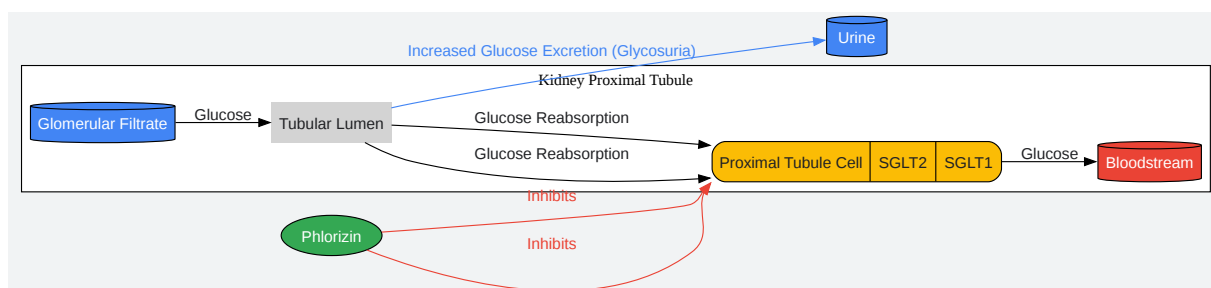 Urine
Increased Glucose Excretion (Glycosuria)
Kidney Proximal Tubule
Glomerular Filtrate
Glucose
Tubular Lumen
Glucose Reabsorption
Glucose Reabsorption
Proximal Tubule Cell
SGLT2
SGLT1
Glucose
Bloodstream
Inhibits
Phlorizin
Inhibits